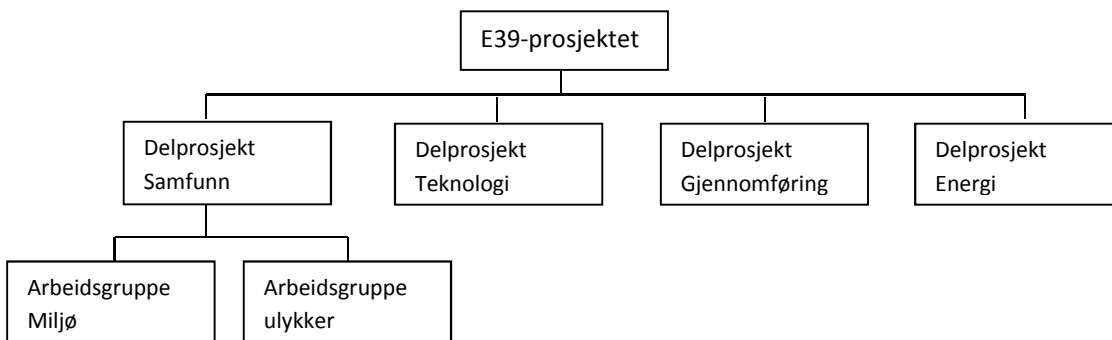 E39-prosjektet
Delprosjekt
Samfunn
Delprosjekt
Teknologi
Delprosjekt
Gjennomføring
Delprosjekt
Energi
Arbeidsgruppe
Miljø
Arbeidsgruppe
ulykker